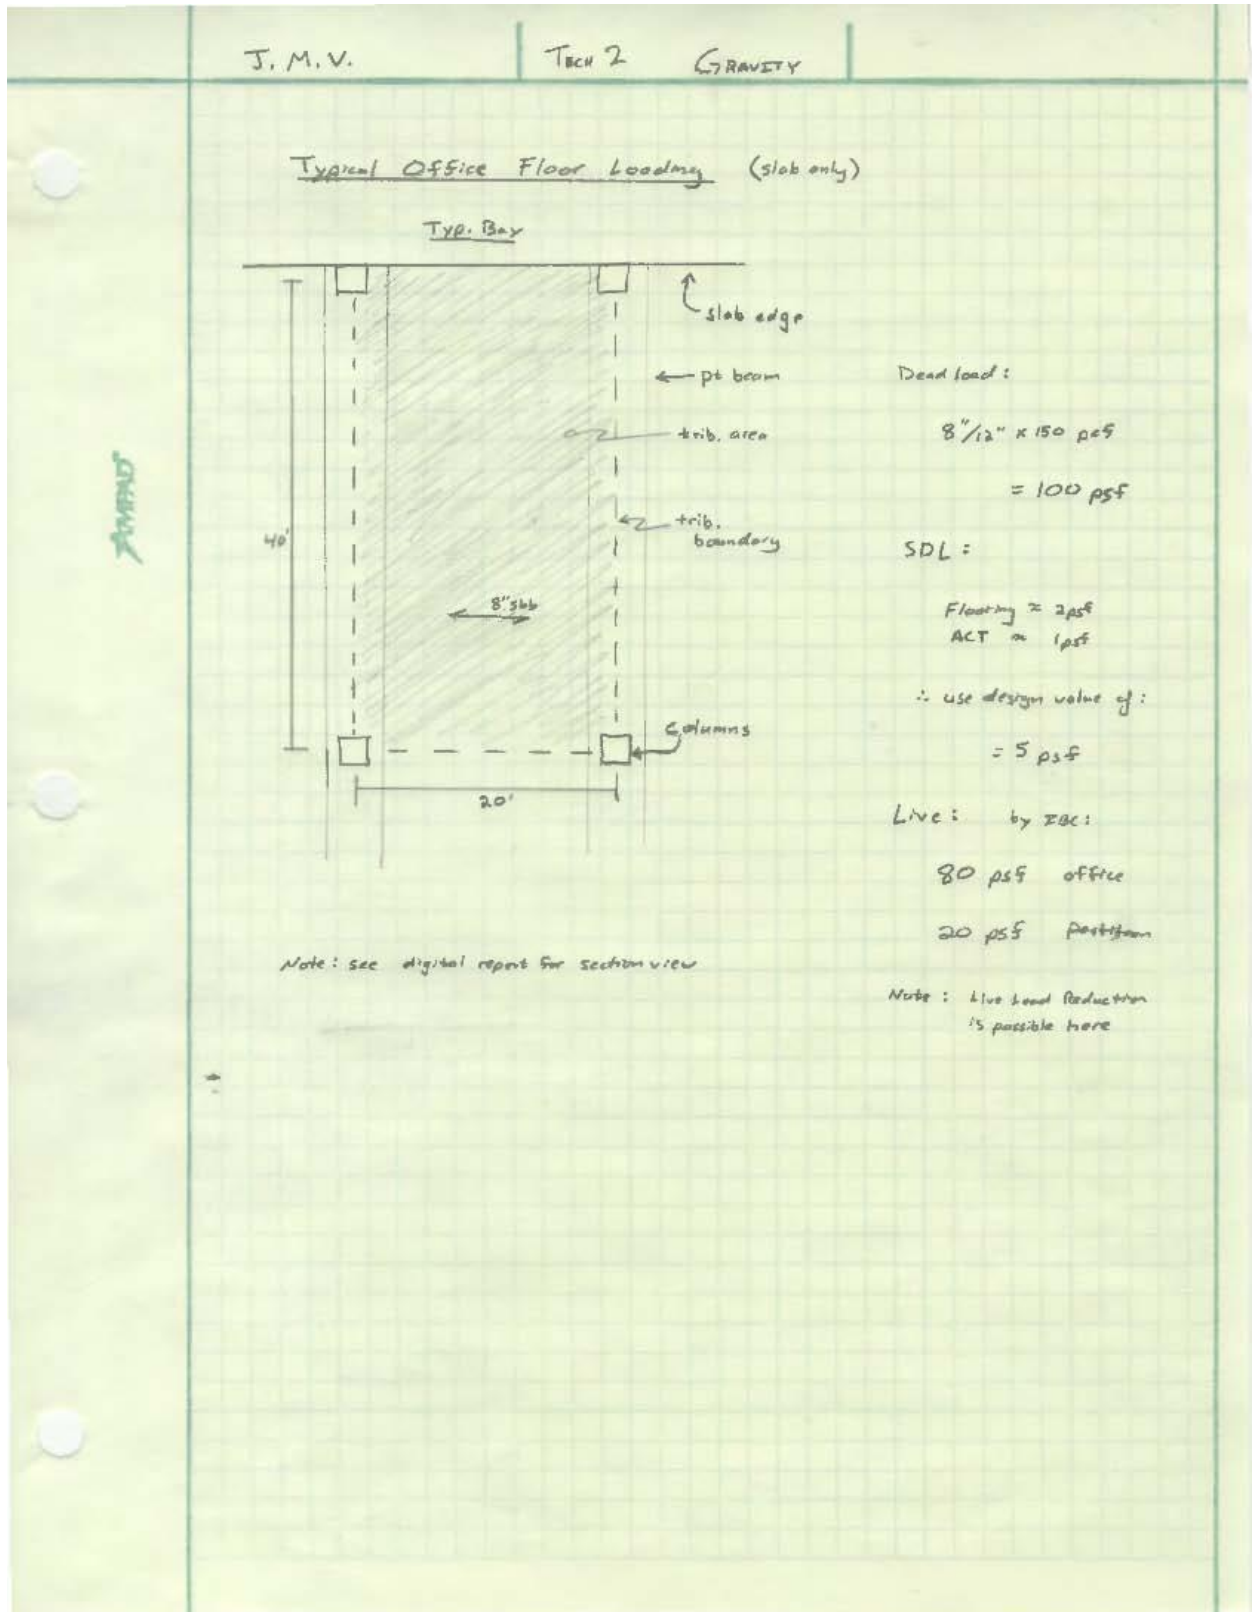 J. M. V.
TECH 2
GRAVITY
Typical Office Floor Loading (slab only)
Typ. Bay
slab edge
pt beam
trib. area
trib.
boundary
40'
8" slab
columns
20'
Note: see digital report for section view
Dead load:
8"/12" x 150 pcf
= 100 psf
SDL:
Flooring ≈ 2psf
ACT ≈ 1psf
∴ use design value of:
= 5 psf
Live: by IBC:
80 psf office
20 psf partition
Note: Live Load Reduction
is possible here
AMPAD